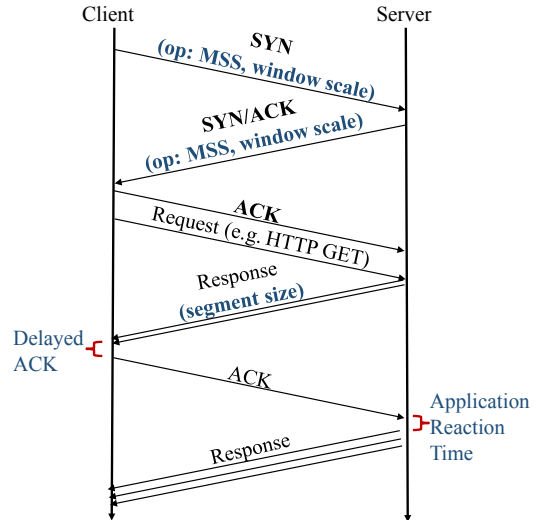 Client
Server
SYN
(op: MSS, window scale)
SYN/ACK
(op: MSS, window scale)
ACK
Request (e.g. HTTP GET)
Response
(segment size)
Delayed
ACK
ACK
Application
Reaction
Time
Response